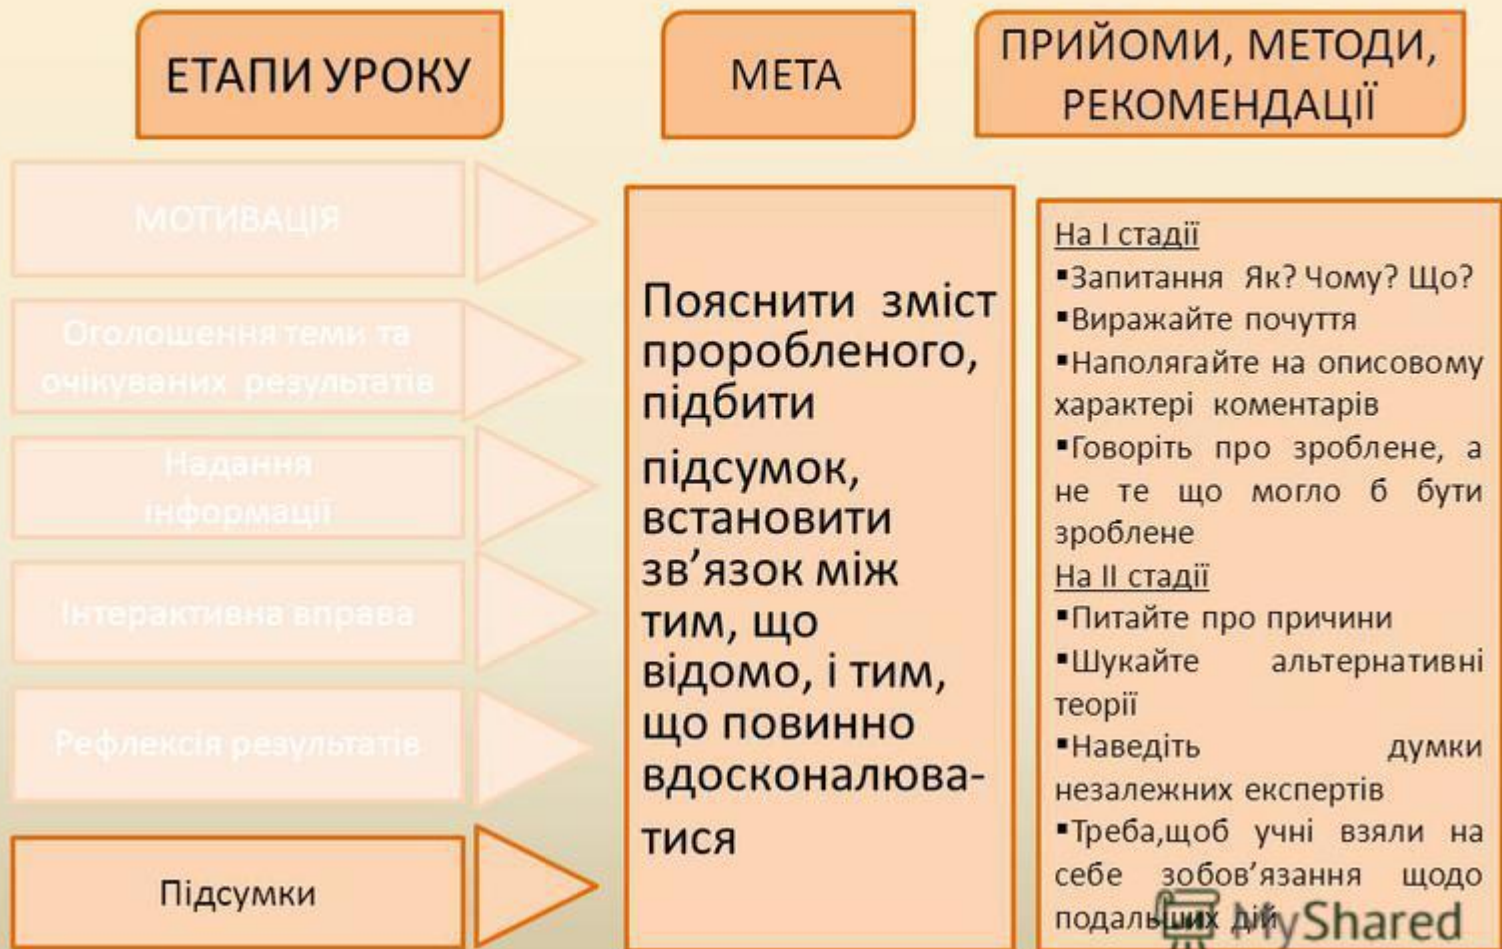 ЕТАПИ УРОКУ
МЕТА
ПРИЙОМИ, МЕТОДИ,
РЕКОМЕНДАЦІЇ
МОТИВАЦІЯ
Оголошення теми та
очікуваних результатів
Надання
інформації
Інтерактивна вправа
Рефлексія результатів
Підсумки
Пояснити зміст
проробленого,
підбити
підсумок,
встановити
зв’язок між
тим, що
відомо, і тим,
що повинно
вдосконалюва-
тися
На І стадії
▪Запитання Як? Чому? Що?
▪Виражайте почуття
▪Наполягайте на описовому
характері коментарів
▪Говоріть про зроблене, а
не те що могло б бути
зроблене
На ІІ стадії
▪Питайте про причини
▪Шукайте альтернативні
теорії
▪Наведіть думки
незалежних експертів
▪Треба,щоб учні взяли на
себе зобов’язання щодо
подальших дій
MyShared